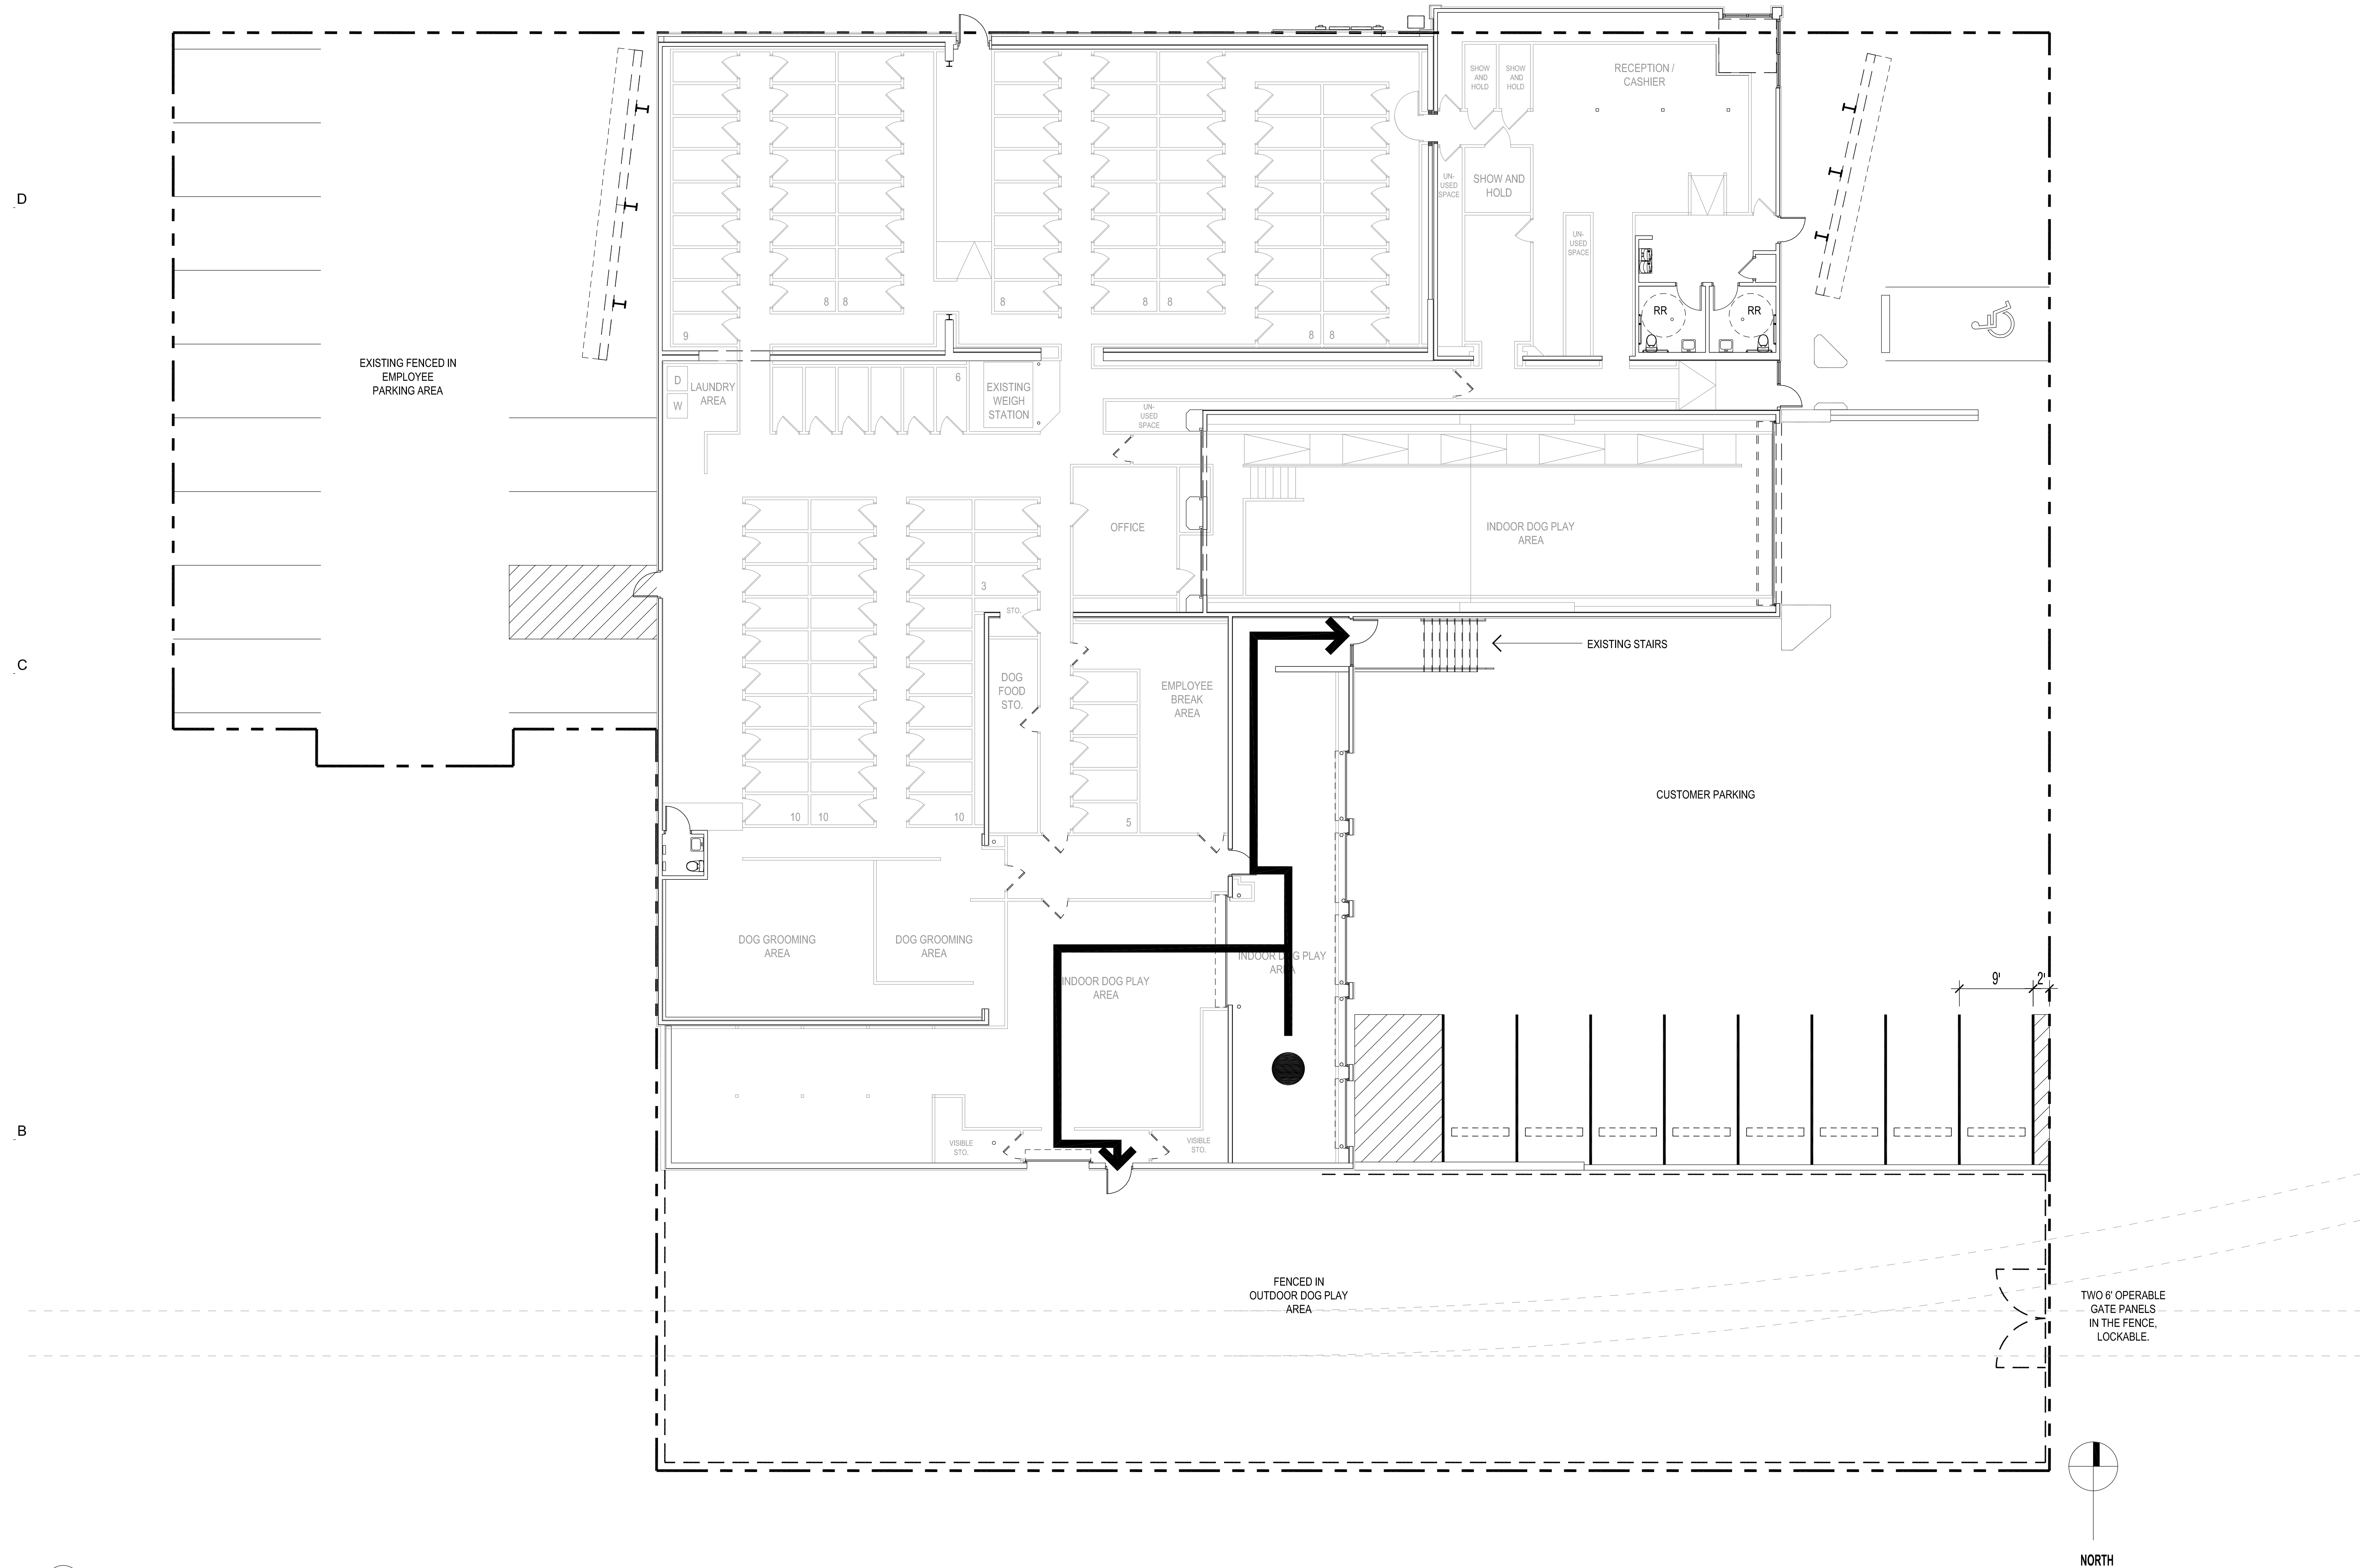 SHOW
AND
HOLD
SHOW
AND
HOLD
RECEPTION /
CASHIER
D
UN-
USED
SPACE
SHOW AND
HOLD
UN-
USED
SPACE
8
8
8
8
8
RR
RR
9
8
8
EXISTING FENCED IN
EMPLOYEE
PARKING AREA
D
W
LAUNDRY
AREA
6
EXISTING
WEIGH
STATION
UN-
USED
SPACE
OFFICE
INDOOR DOG PLAY
AREA
3
STO.
EXISTING STAIRS
C
DOG
FOOD
STO.
EMPLOYEE
BREAK
AREA
CUSTOMER PARKING
10
10
10
5
DOG GROOMING
AREA
DOG GROOMING
AREA
INDOOR DOG PLAY
AREA
INDOOR DOG PLAY
AREA
9'
2'
B
VISIBLE
STO.
VISIBLE
STO.
FENCED IN
OUTDOOR DOG PLAY
AREA
TWO 6' OPERABLE
GATE PANELS
IN THE FENCE,
LOCKABLE.
NORTH